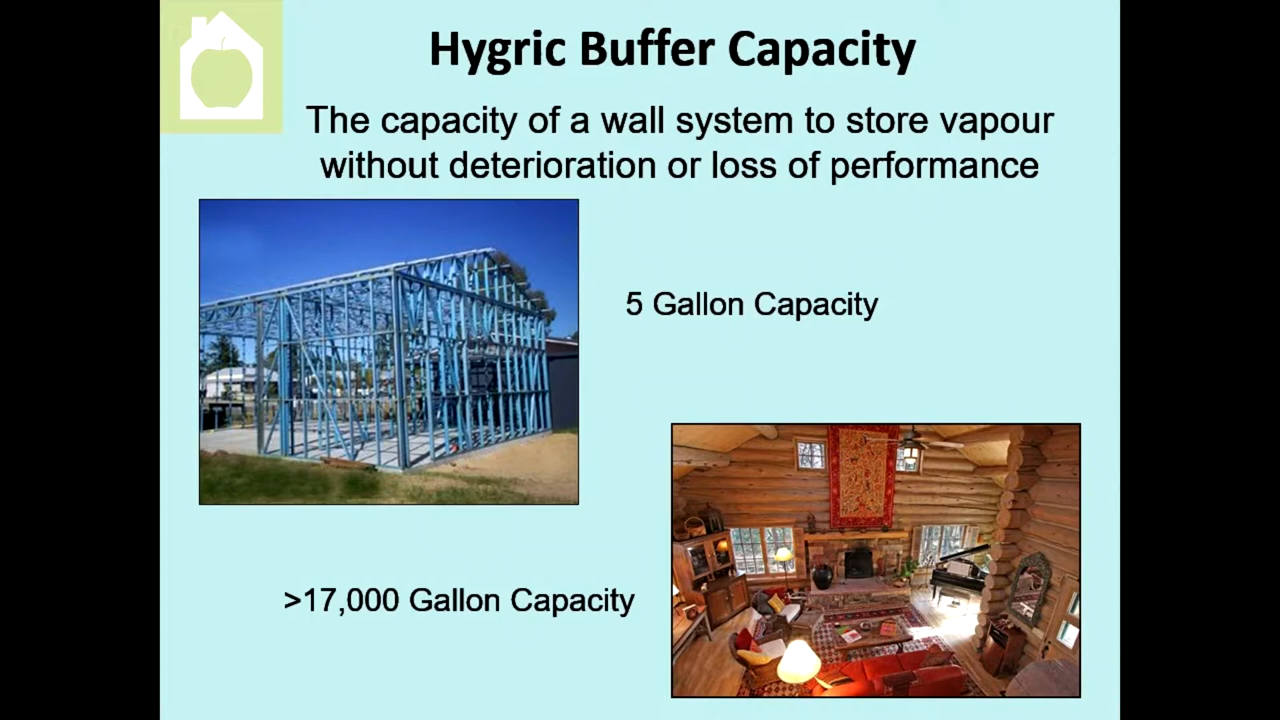 Hygric Buffer Capacity
The capacity of a wall system to store vapour
without deterioration or loss of performance
5 Gallon Capacity
>17,000 Gallon Capacity